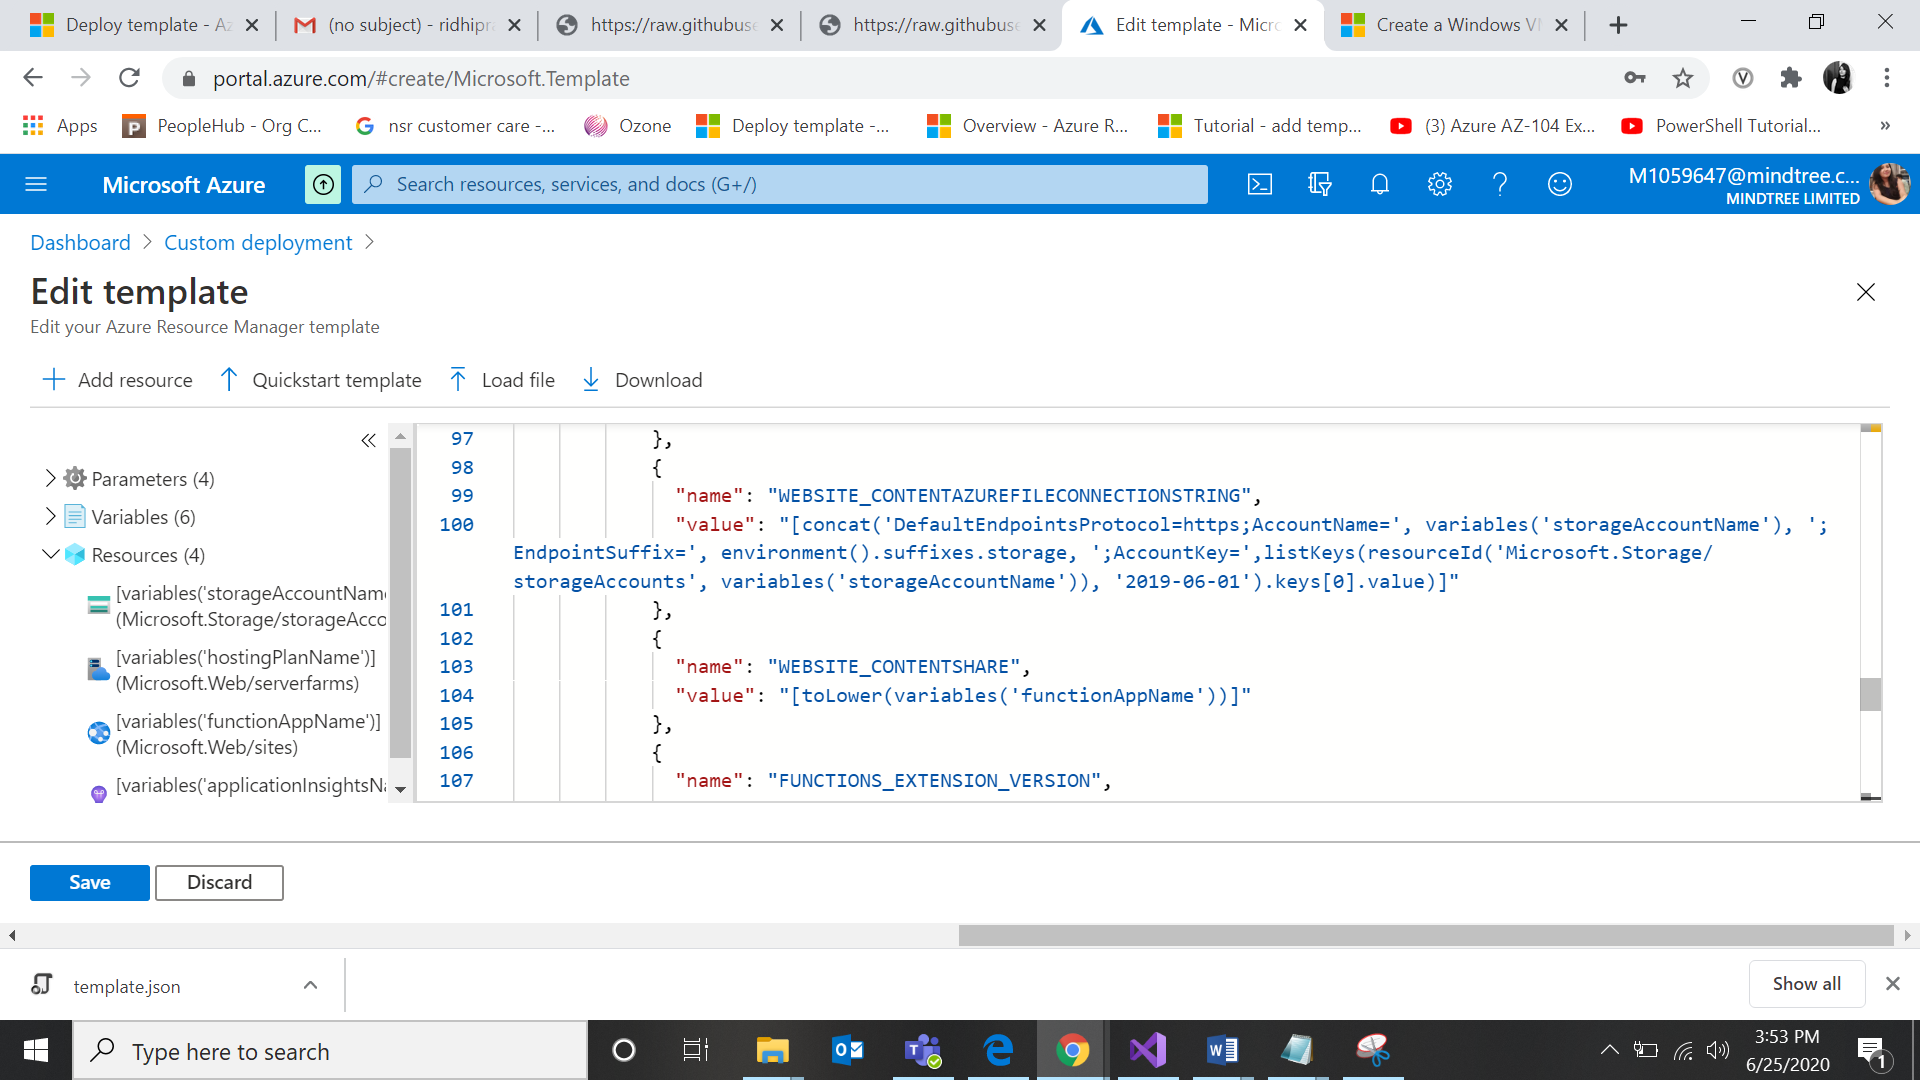 Deploy template - Az
(no subject) - ridhipra
https://raw.githubuse
https://raw.githubuse
Edit template - Micro
Create a Windows VM
portal.azure.com/#create/Microsoft.Template
Apps
PeopleHub - Org C...
nsr customer care -...
Ozone
Deploy template -...
Overview - Azure R...
Tutorial - add temp...
(3) Azure AZ-104 Ex...
PowerShell Tutorial...
»
Microsoft Azure
Search resources, services, and docs (G+/)
M1059647@mindtree.c...
MINDTREE LIMITED
Dashboard > Custom deployment >
Edit template
Edit your Azure Resource Manager template
Add resource
Quickstart template
Load file
Download
Parameters (4)
Variables (6)
Resources (4)
[variables('storageAccountName
(Microsoft.Storage/storageAcco
[variables('hostingPlanName')]
(Microsoft.Web/serverfarms)
[variables('functionAppName')]
(Microsoft.Web/sites)
[variables('applicationInsightsNa
97 },
98 {
99 "name": "WEBSITE_CONTENTAZUREFILECONNECTIONSTRING",
100 "value": "[concat('DefaultEndpointsProtocol=https;AccountName=', variables('storageAccountName'), ';
EndpointSuffix=', environment().suffixes.storage, ';AccountKey=',listKeys(resourceId('Microsoft.Storage/
storageAccounts', variables('storageAccountName')), '2019-06-01').keys[0].value)]"
101 },
102 {
103 "name": "WEBSITE_CONTENTSHARE",
104 "value": "[toLower(variables('functionAppName'))]"
105 },
106 {
107 "name": "FUNCTIONS_EXTENSION_VERSION",
Save
Discard
template.json
Show all
Type here to search
3:53 PM
6/25/2020
1